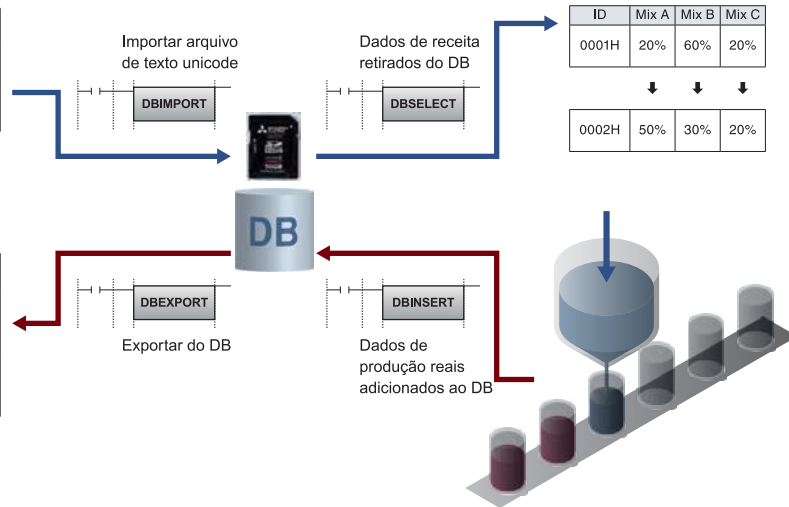 Importar arquivo
de texto unicode
DBIMPORT
Dados de receita
retirados do DB
DBSELECT
ID Mix A Mix B Mix C
0001H 20% 60% 20%
0002H 50% 30% 20%
DB
DBEXPORT
Exportar do DB
DBINSERT
Dados de
produção reais
adicionados ao DB